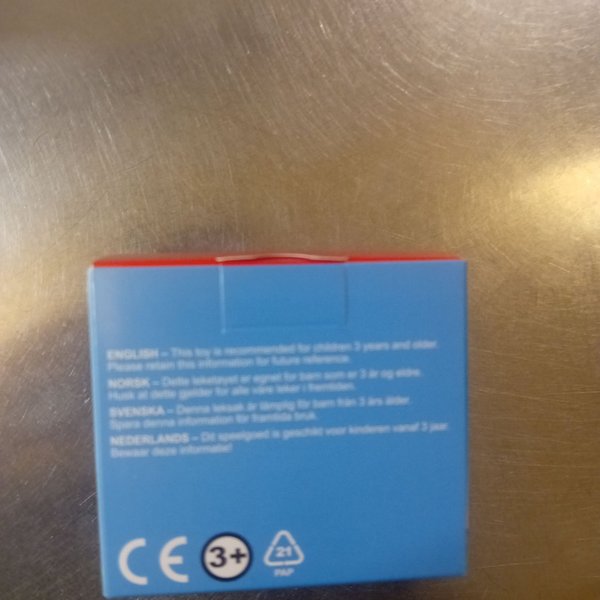 ENGLISH – This toy is recommended for children 3 years and older.
Please retain this information for future reference.
NORSK – Dette leketøyet er egnet for barn som er 3 år og eldre.
Husk at dette gjelder for alle våre leker i fremtiden.
SVENSKA – Denna leksak är lämplig för barn från 3 års ålder.
Spara denna information för framtida bruk.
NEDERLANDS – Dit speelgoed is geschikt voor kinderen vanaf 3 jaar.
Bewaar deze informatie!
CE 3+ 21
PAP